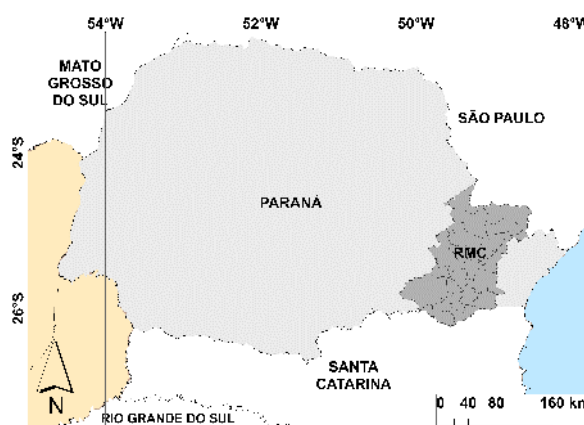 54°W 52°W 50°W 48°W
MATO
GROSSO
DO SUL
SÃO PAULO
24°S
PARANÁ
RMC
26°S
SANTA
CATARINA
N
RIO GRANDE DO SUL
0 40 80 160 km